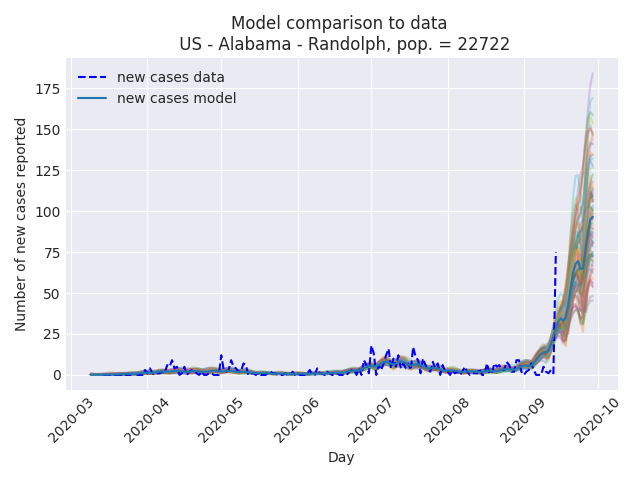 Model comparison to data
US - Alabama - Randolph, pop. = 22722
new cases data
new cases model
Number of new cases reported
175
150
125
100
75
50
25
0
2020-03
2020-04
2020-05
2020-06
2020-07
2020-08
2020-09
2020-10
Day